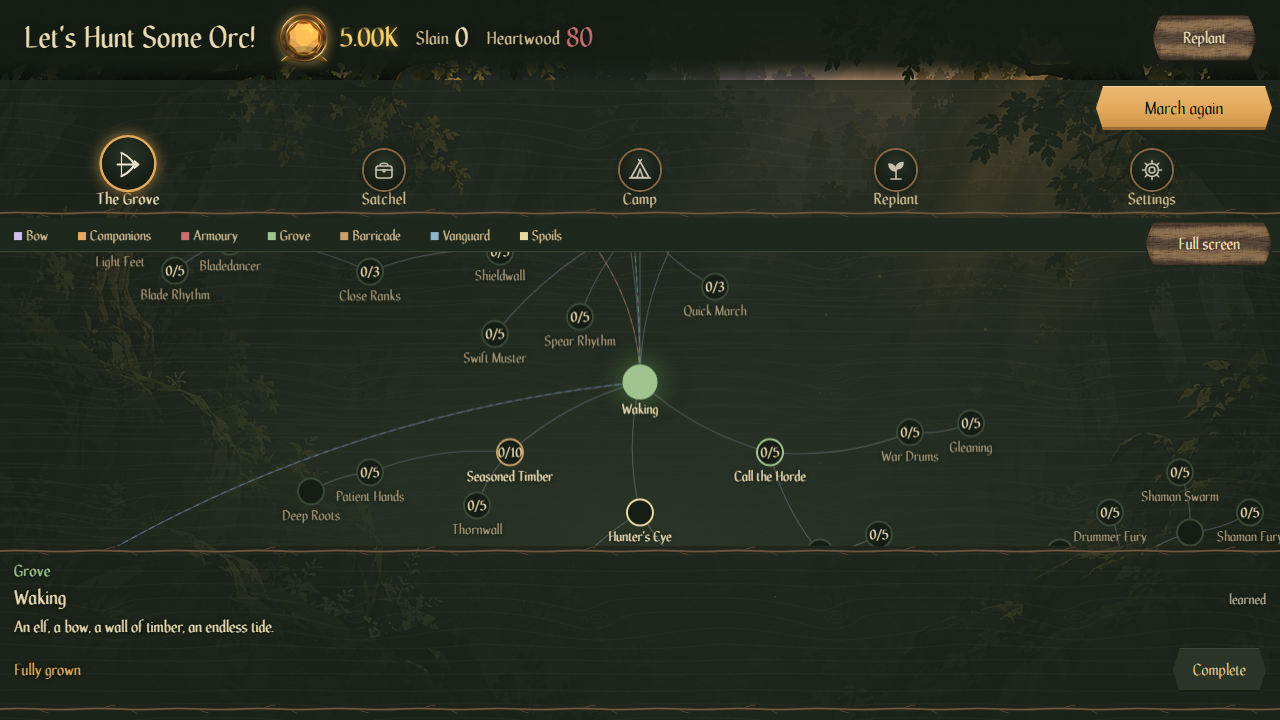 Let's Hunt Some Orc! 5.00K Slain 0 Heartwood 80 Replant
March again
The Grove Satchel Camp Replant Settings
Bow Companions Armoury Grove Barricade Vanguard Spoils Full screen
Light Feet
0/5 Bladedancer
Blade Rhythm
0/3
Close Ranks
0/5
Shieldwall
0/3
Quick March
0/5
Spear Rhythm
0/5
Swift Muster
Waking
0/10
Seasoned Timber
0/5
Call the Horde
0/5
War Drums
0/5
Gleaning
0/5
Patient Hands
Deep Roots
0/5
Thornwall
Hunter's Eye
0/5
0/5
Shaman Swarm
0/5
Drummer Fury
0/5
Shaman Fury
Grove
Waking learned
An elf, a bow, a wall of timber, an endless tide.
Fully grown Complete